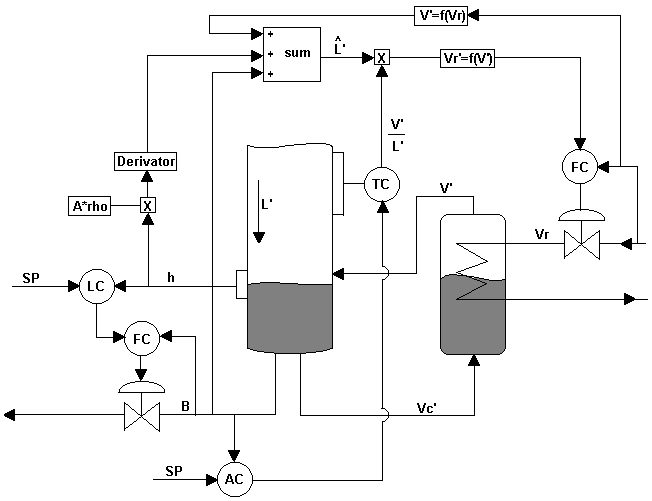 V'=f(Vr)
+
+ sum
+
^
L'
X
Vr'=f(V')
V'
L'
Derivator
FC
TC
V'
A*rho
X
L'
Vr
SP
LC
h
FC
B
Vc'
SP
AC